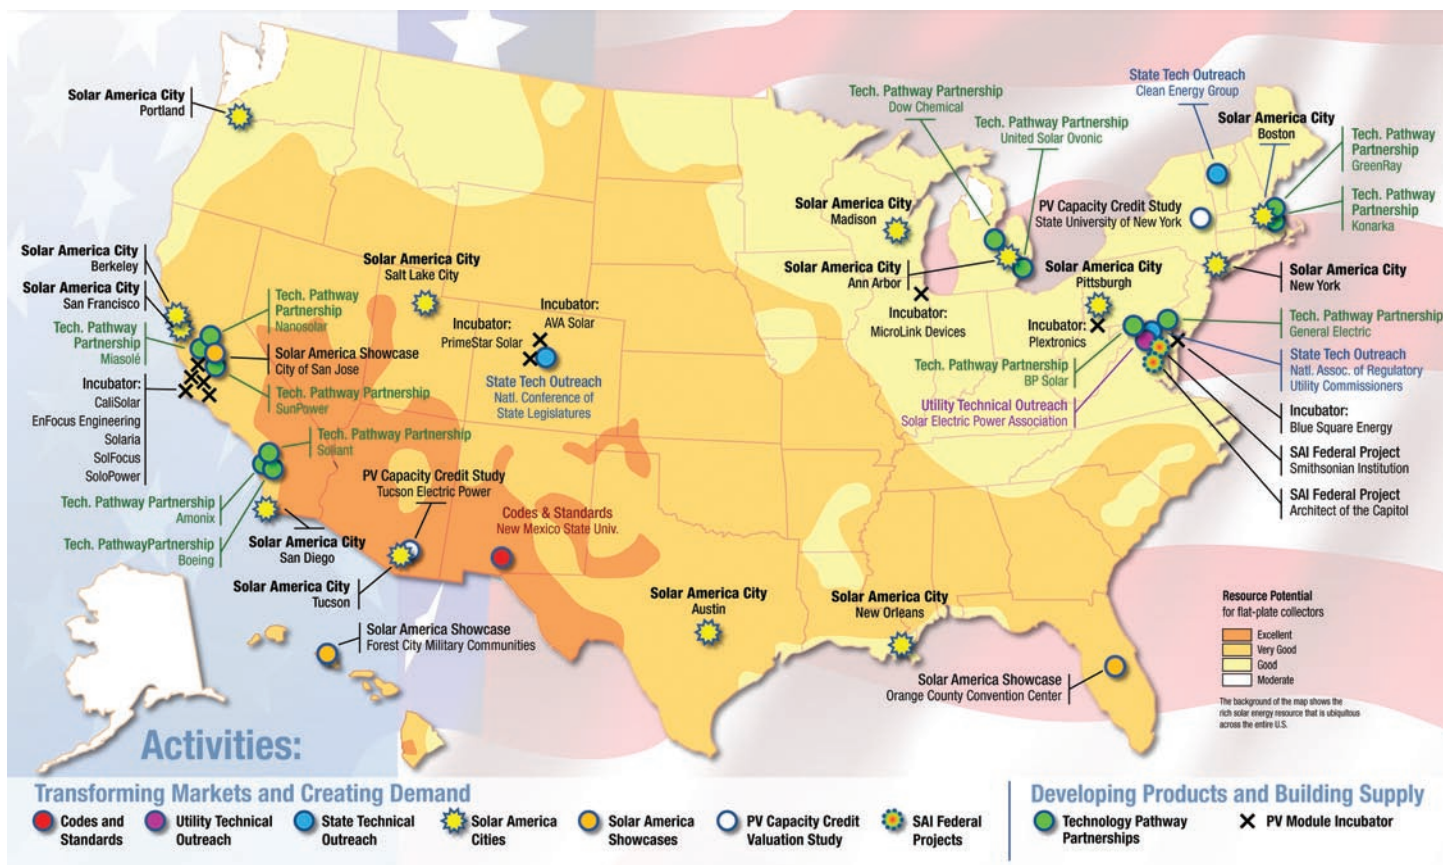 Solar America City
Portland
Tech. Pathway Partnership
Dow Chemical
Tech. Pathway Partnership
United Solar Ovonic
State Tech Outreach
Clean Energy Group
Solar America City
Boston
Tech. Pathway
Partnership
GreenRay
Tech. Pathway
Partnership
Konarka
Solar America City
Madison
PV Capacity Credit Study
State University of New York
Solar America City
Berkeley
Solar America City
San Francisco
Tech. Pathway
Partnership
Miasolé
Tech. Pathway
Partnership
Nanosolar
Solar America City
Salt Lake City
Incubator:
AVA Solar
Incubator:
PrimeStar Solar
State Tech Outreach
Natl. Conference of
State Legislatures
Solar America City
Ann Arbor
Incubator:
MicroLink Devices
Solar America City
Pittsburgh
Incubator:
Plextronics
Solar America City
New York
Tech. Pathway Partnership
General Electric
State Tech Outreach
Natl. Assoc. of Regulatory
Utility Commissioners
Tech. Pathway Partnership
BP Solar
Utility Technical Outreach
Solar Electric Power Association
Incubator:
Blue Square Energy
SAI Federal Project
Smithsonian Institution
SAI Federal Project
Architect of the Capitol
Solar America Showcase
City of San Jose
Tech. Pathway Partnership
SunPower
Incubator:
CaliSolar
EnFocus Engineering
Solaria
SolFocus
SoloPower
Tech. Pathway Partnership
Soliant
Tech. Pathway Partnership
Amonix
Tech. PathwayPartnership
Boeing
PV Capacity Credit Study
Tucson Electric Power
Codes & Standards
New Mexico State Univ.
Solar America City
San Diego
Solar America City
Tucson
Solar America Showcase
Forest City Military Communities
Solar America City
Austin
Solar America City
New Orleans
Solar America Showcase
Orange County Convention Center
Resource Potential
for flat-plate collectors
Excellent
Very Good
Good
Moderate
The background of the map shows the
rich solar energy resource that is ubiquitous
across the entire U.S.
Activities:
Transforming Markets and Creating Demand
Codes and
Standards
Utility Technical
Outreach
State Technical
Outreach
Solar America
Cities
Solar America
Showcases
PV Capacity Credit
Valuation Study
SAI Federal
Projects
Developing Products and Building Supply
Technology Pathway
Partnerships
PV Module Incubator